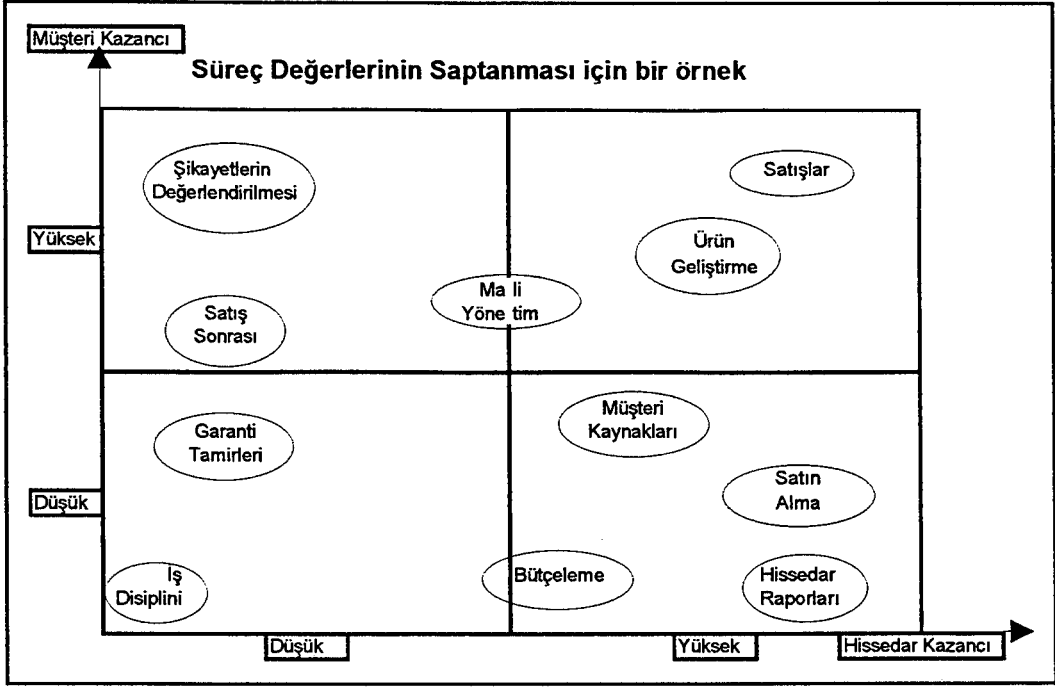 Müşteri Kazancı
Süreç Değerlerinin Saptanması için bir örnek
Şikayetlerin
Değerlendirilmesi
Satışlar
Yüksek
Ürün
Geliştirme
Ma li
Yöne tim
Satış
Sonrası
Müşteri
Kaynakları
Garanti
Tamirleri
Satın
Alma
Düşük
İş
Disiplini
Bütçeleme
Hissedar
Raporları
Düşük
Yüksek
Hissedar Kazancı